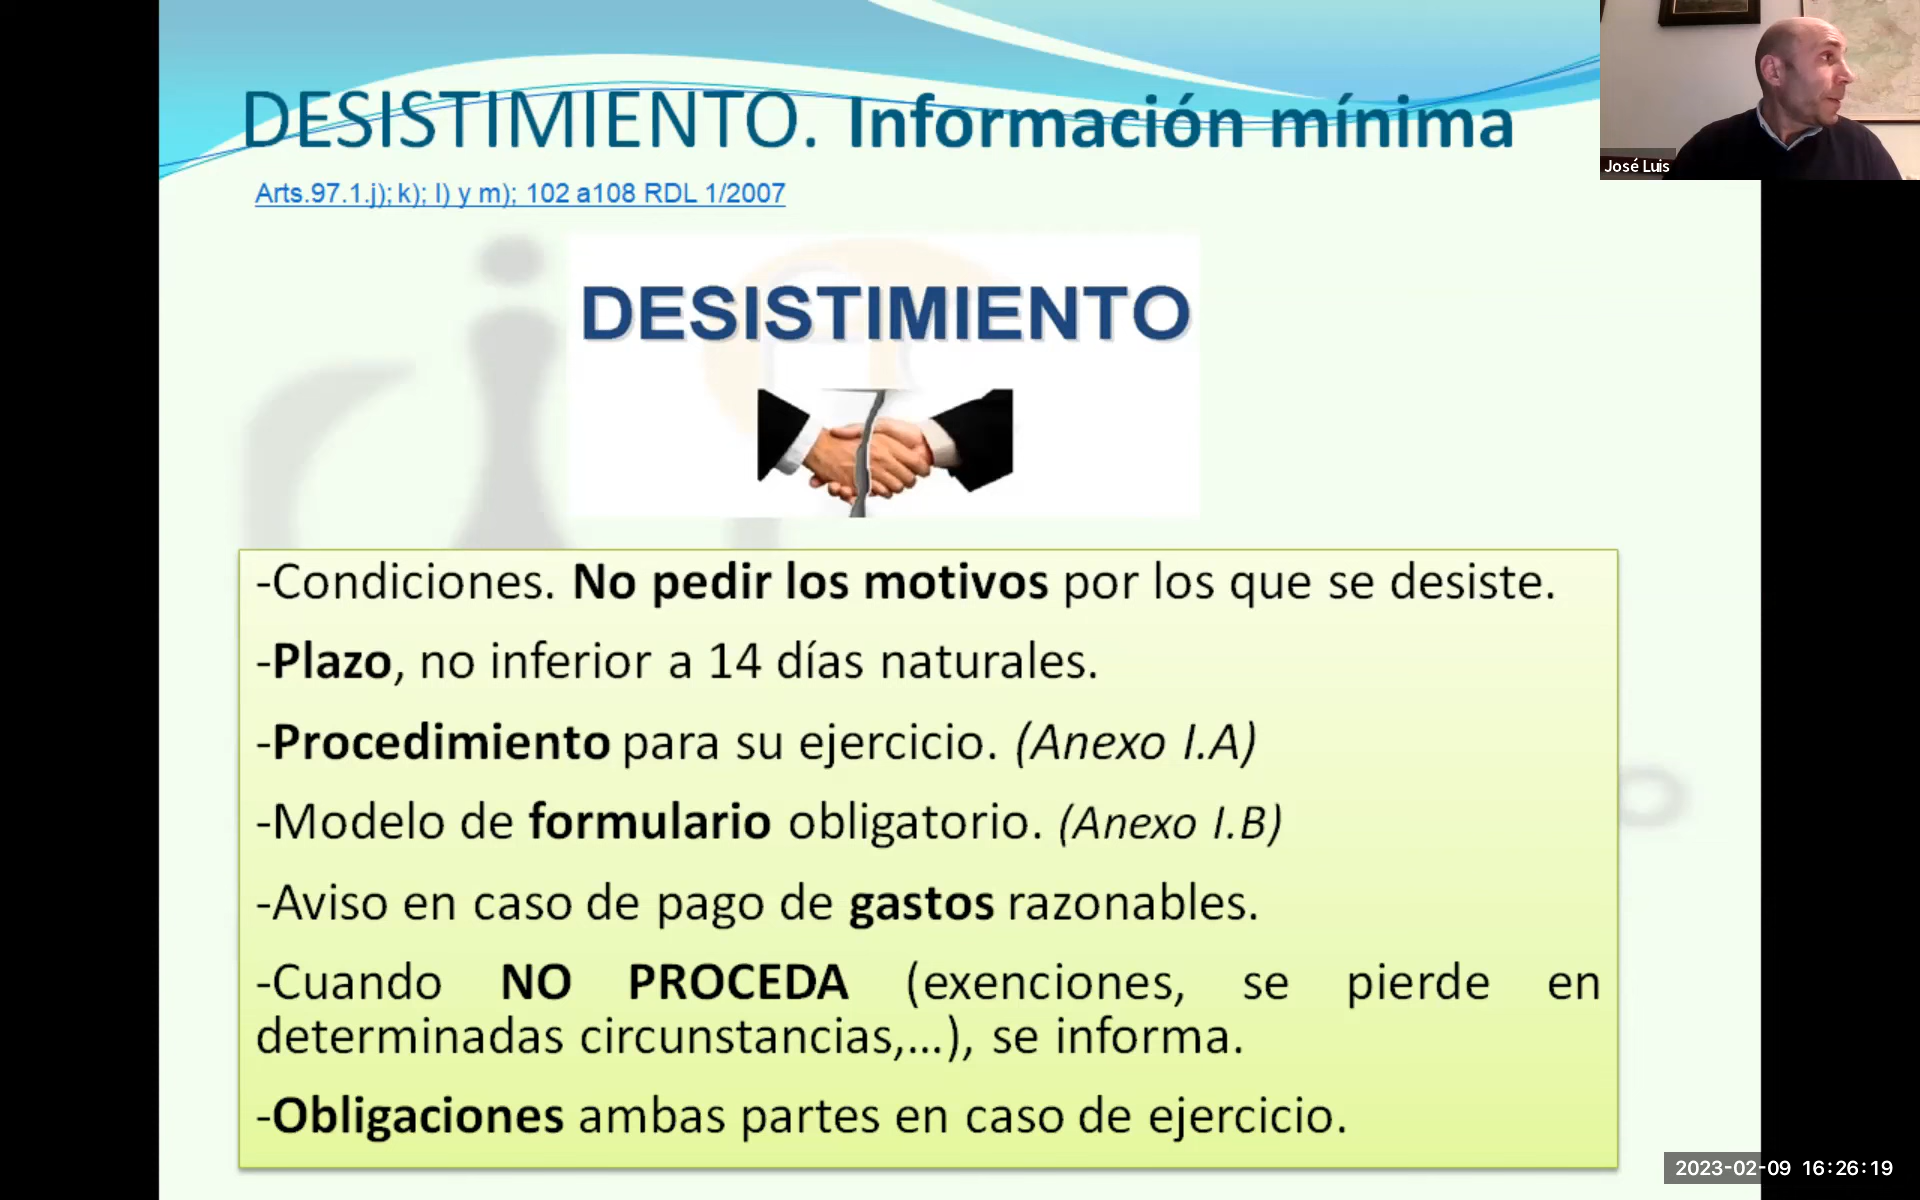 DESISTIMIENTO. Información mínima
José Luis
Arts.97.1.j); k); l) y m); 102 a108 RDL 1/2007
DESISTIMIENTO
-Condiciones. No pedir los motivos por los que se desiste.
-Plazo, no inferior a 14 días naturales.
-Procedimiento para su ejercicio. (Anexo I.A)
-Modelo de formulario obligatorio. (Anexo I.B)
-Aviso en caso de pago de gastos razonables.
-Cuando NO PROCEDA (exenciones, se pierde en
determinadas circunstancias,...), se informa.
-Obligaciones ambas partes en caso de ejercicio.
2023-02-09 16:26:19